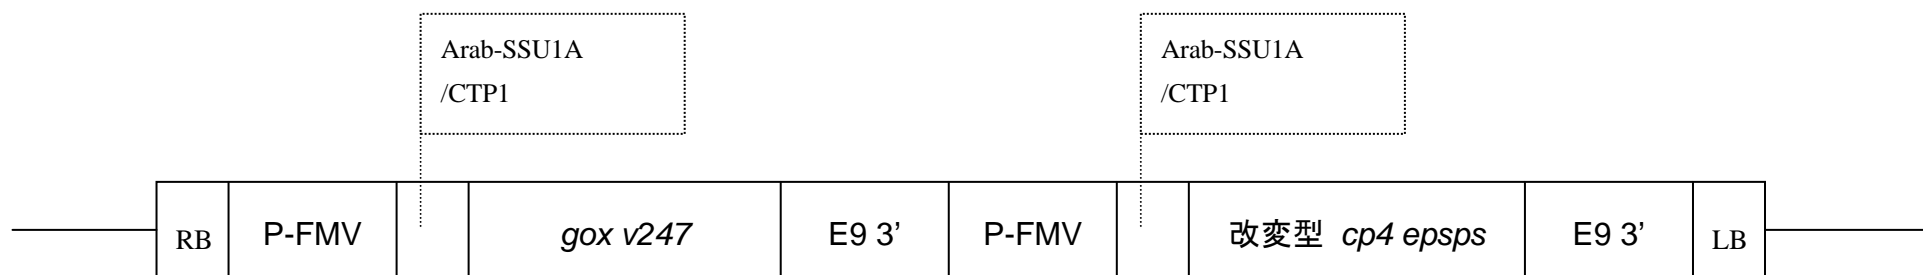 Arab-SSU1A
/CTP1
Arab-SSU1A
/CTP1
RB P-FMV gox v247 E9 3’ P-FMV 改変型 cp4 epsps E9 3’ LB